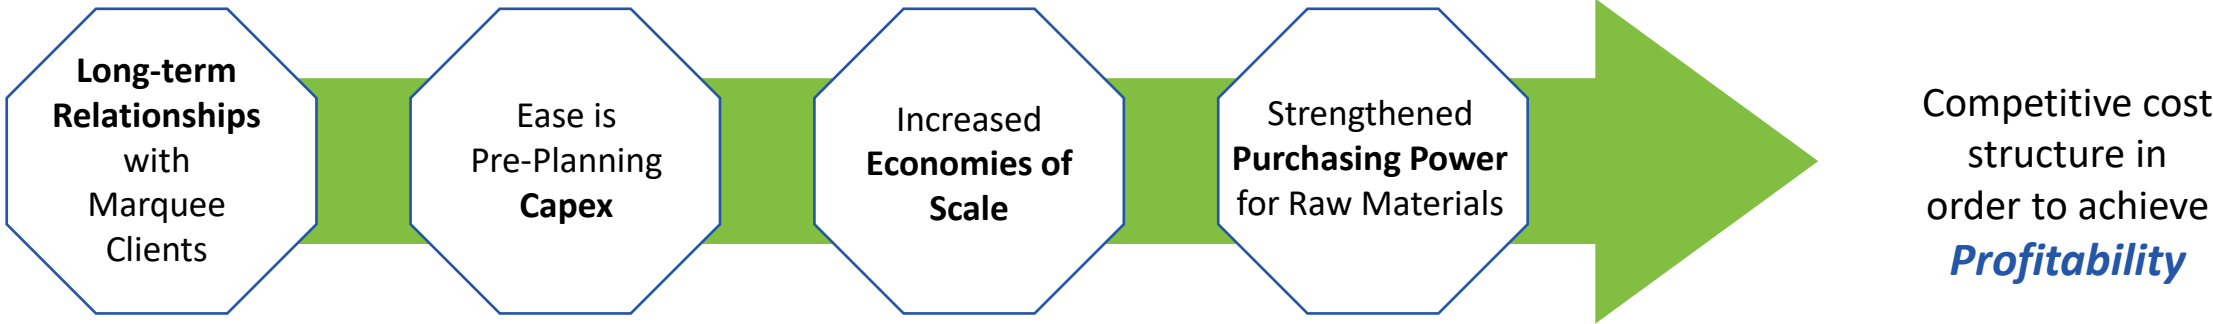 Long-term
Relationships
with
Marquee
Clients
Ease is
Pre-Planning
Capex
Increased
Economies of
Scale
Strengthened
Purchasing Power
for Raw Materials
Competitive cost
structure in
order to achieve
Profitability